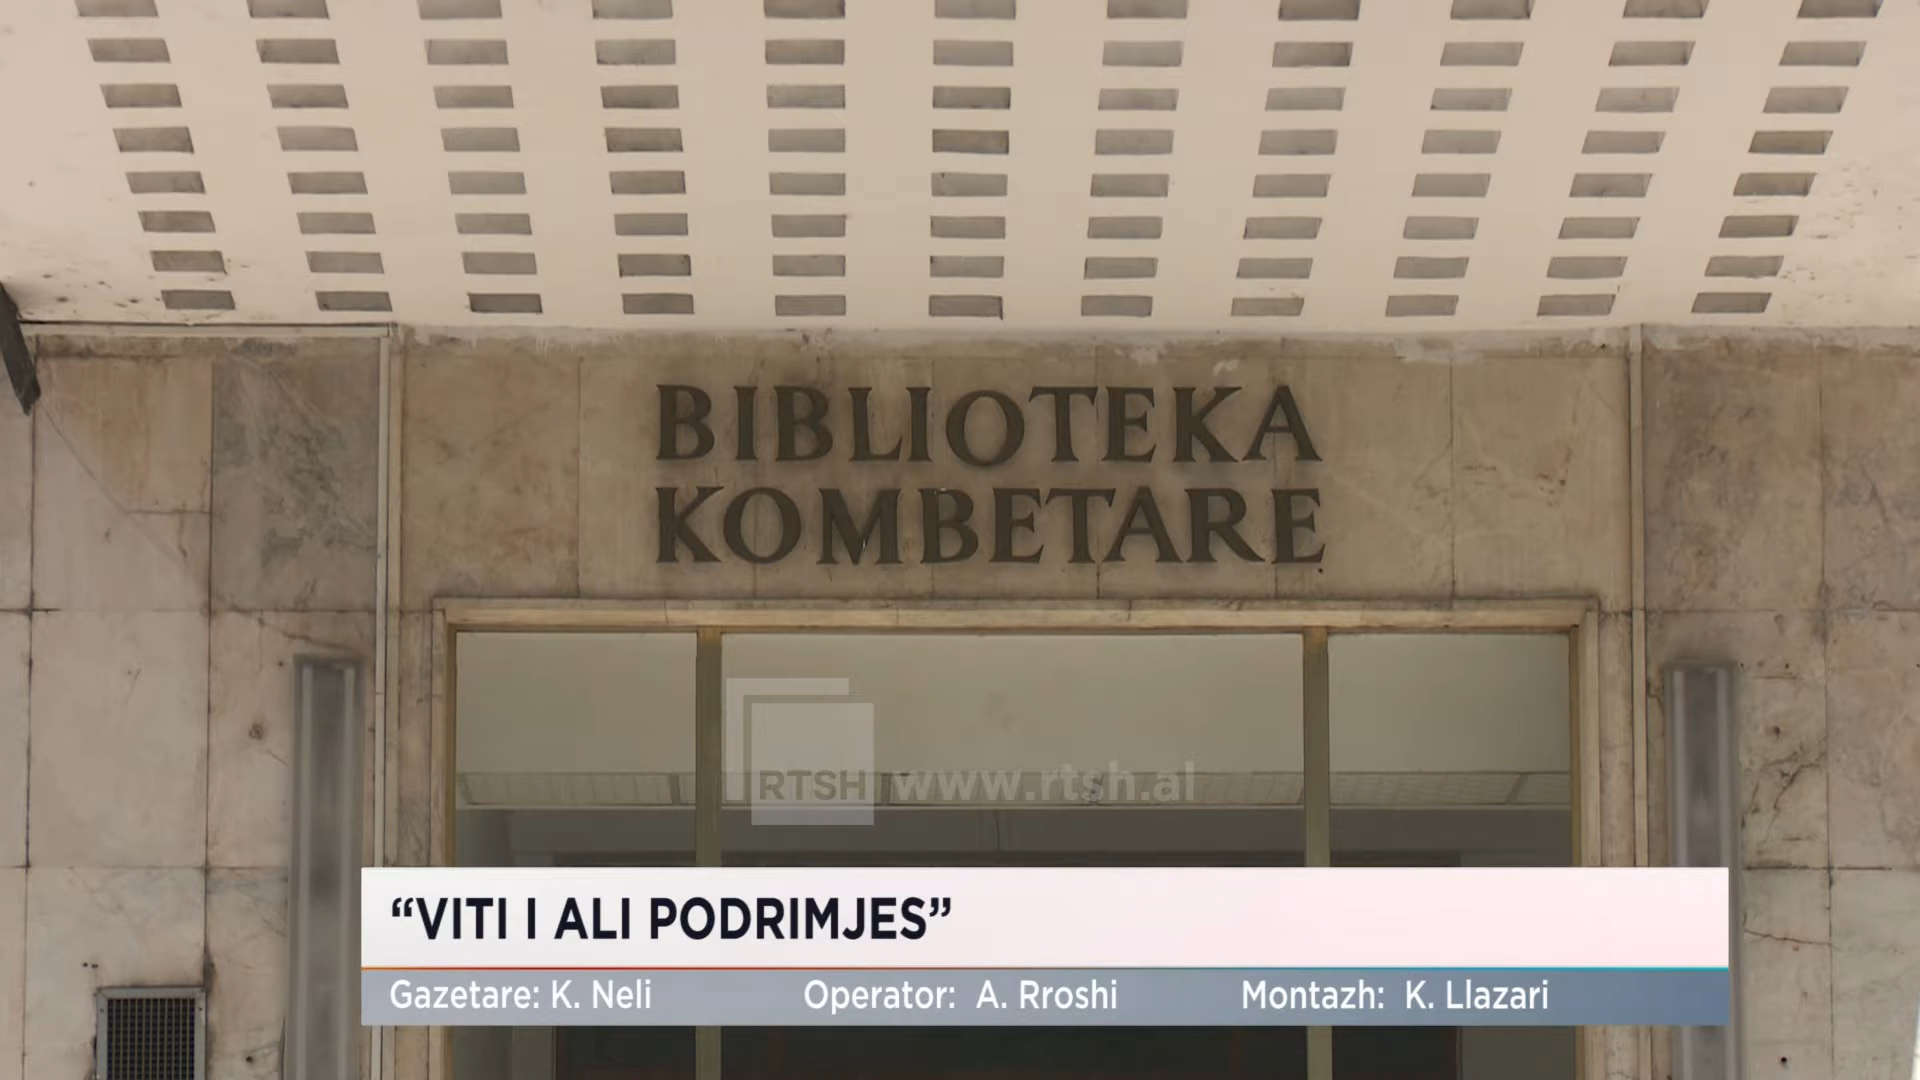 BIBLIOTEKA
KOMBETARE
RTSH www.rtsh.al
“VITI I ALI PODRIMJES”
Gazetare: K. Neli Operator: A. Rroshi Montazh: K. Llazari